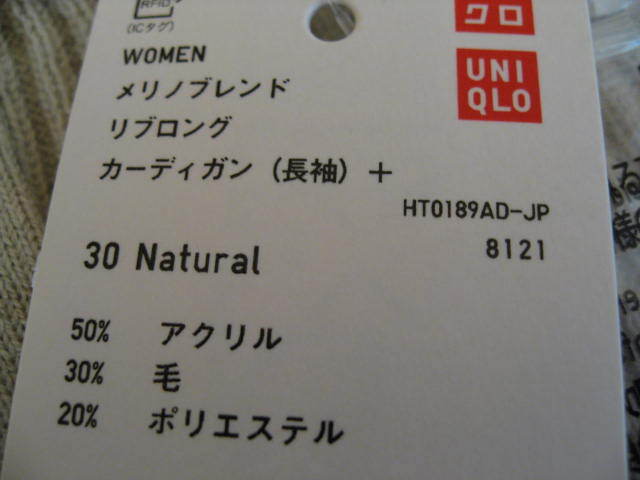 RFID
(ICタグ)
クロ
UNI
QLO
WOMEN
メリノブレンド
リブロング
カーディガン (長袖) +
HT0189AD-JP
8121
30 Natural
50% アクリル
30% 毛
20% ポリエステル